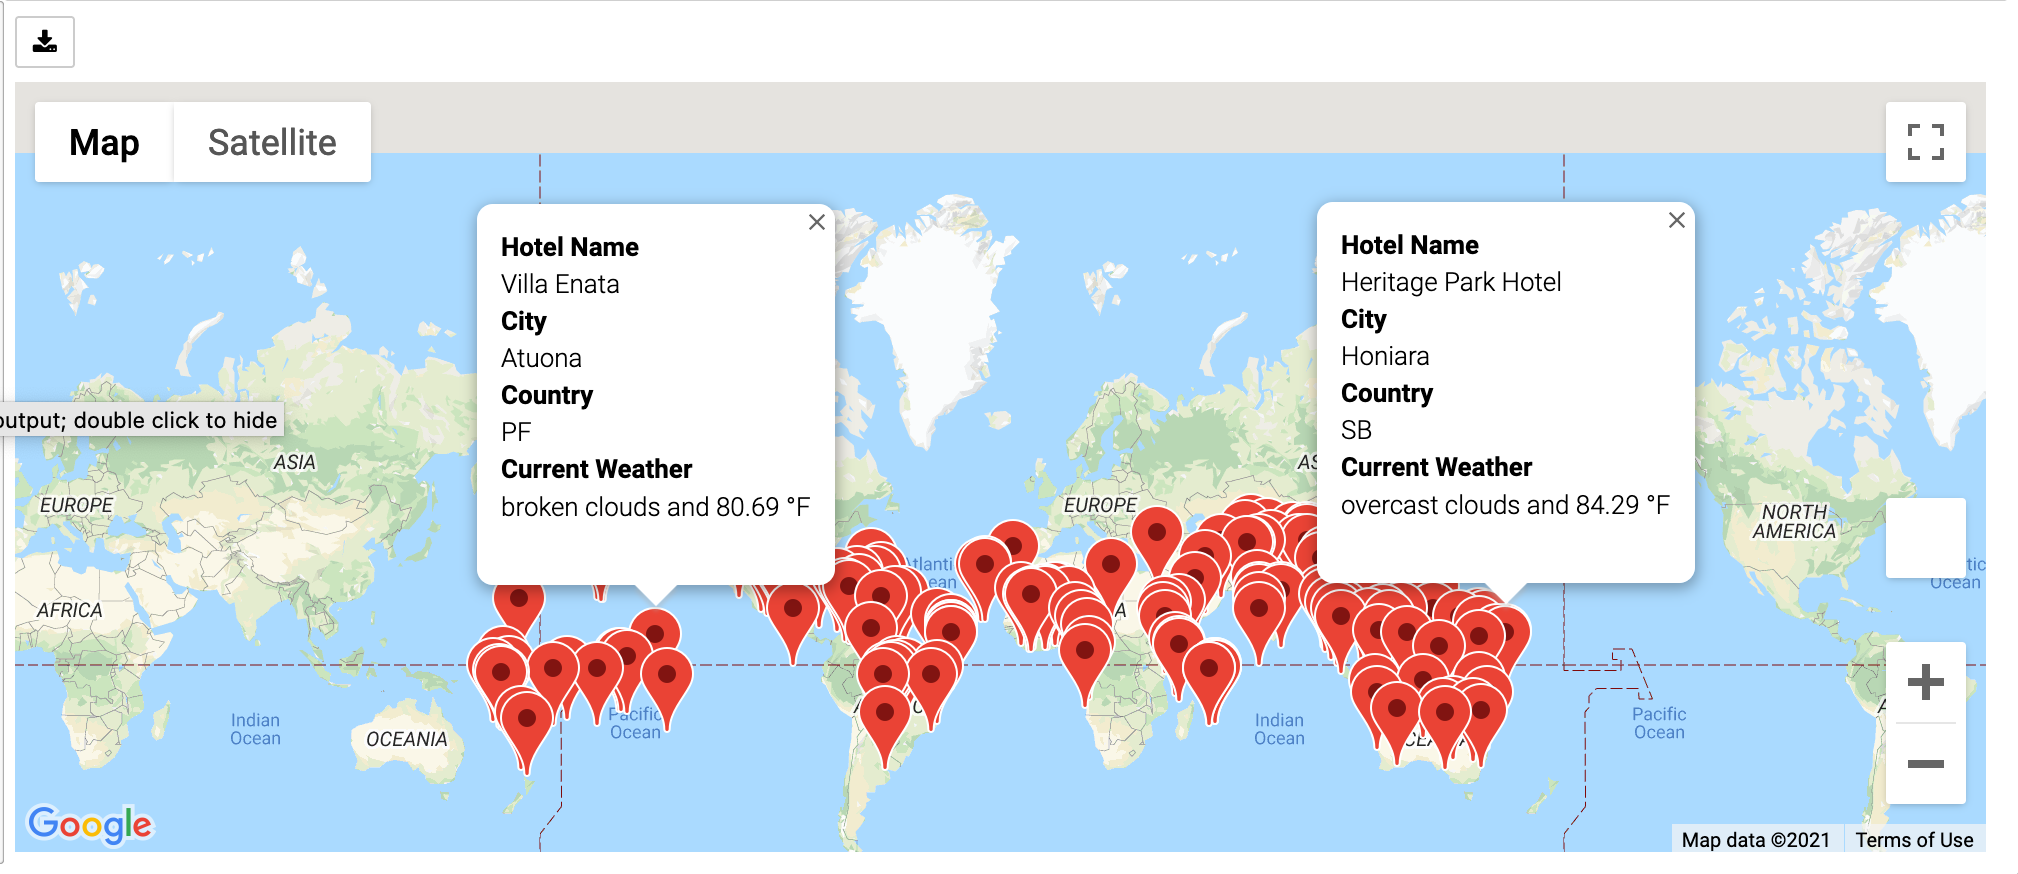 Map
Satellite
Hotel Name
Villa Enata
City
Atuona
Country
PF
Current Weather
broken clouds and 80.69 °F
Hotel Name
Heritage Park Hotel
City
Honiara
Country
SB
Current Weather
overcast clouds and 84.29 °F
output; double click to hide
ASIA
EUROPE
AFRICA
Indian
Ocean
OCEANIA
Pacific
Ocean
EUROPE
Indian
Ocean
NORTH
AMERICA
Ocean
Pacific
Ocean
Google
Map data ©2021
Terms of Use